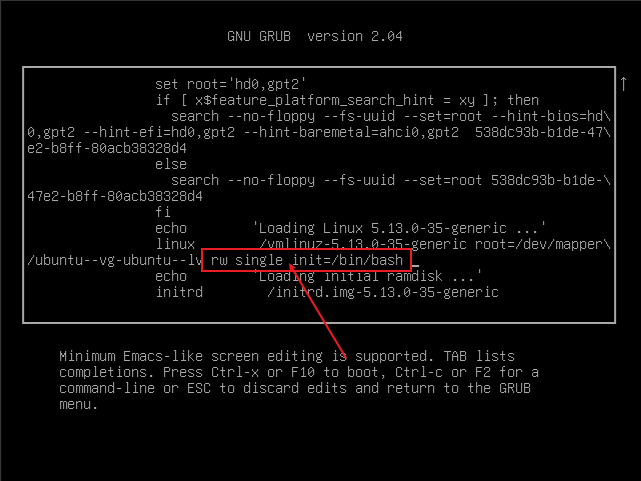 GNU GRUB  version 2.04
set root='hd0,gpt2'
if [ x$feature_platform_search_hint = xy ]; then
search --no-floppy --fs-uuid --set=root --hint-bios=hd\
0,gpt2 --hint-efi=hd0,gpt2 --hint-baremetal=ahci0,gpt2  538dc93b-b1de-47\
e2-b8ff-80acb38328d4
else
search --no-floppy --fs-uuid --set=root 538dc93b-b1de-\
47e2-b8ff-80acb38328d4
fi
echo        'Loading Linux 5.13.0-35-generic ...'
linux        /vmlinuz-5.13.0-35-generic root=/dev/mapper\
/ubuntu--vg-ubuntu--lv rw single init=/bin/bash
echo        'Loading initial ramdisk ...'
initrd        /initrd.img-5.13.0-35-generic
Minimum Emacs-like screen editing is supported. TAB lists
completions. Press Ctrl-x or F10 to boot, Ctrl-c or F2 for a
command-line or ESC to discard edits and return to the GRUB
menu.